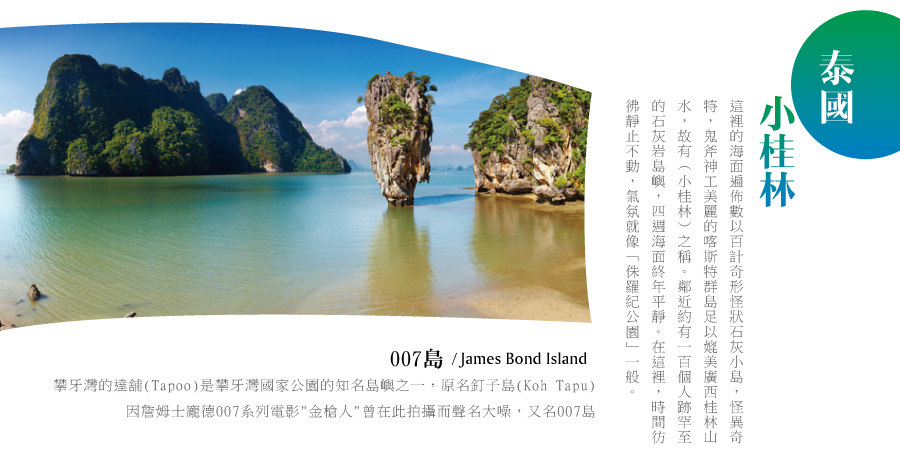 泰國
小桂林
這裡的海面遍佈數以百計奇形怪狀石灰小島，怪異奇
特，鬼斧神工美麗的喀斯特群島足以媲美廣西桂林山
水，故有（小桂林）之稱。鄰近約有一百個人跡罕至
的石灰岩島嶼，四週海面終年平靜。在這裡，時間彷
彿靜止不動，氣氛就像「侏羅紀公園」一般。
007島 / James Bond Island
攀牙灣的達舖(Tapoo)是攀牙灣國家公園的知名島嶼之一，原名釘子島(Koh Tapu)
因詹姆士龐德007系列電影"金槍人"曾在此拍攝而聲名大噪，又名007島